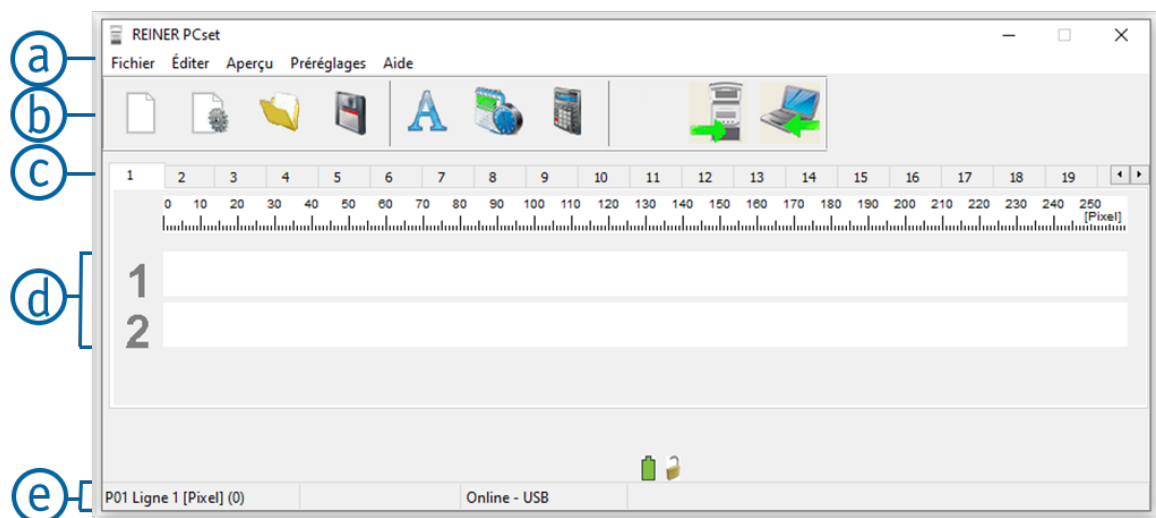 REINER PCset
a
Fichier Éditer Aperçu Préréglages Aide
b
A
c
1 2 3 4 5 6 7 8 9 10 11 12 13 14 15 16 17 18 19
0 10 20 30 40 50 60 70 80 90 100 110 120 130 140 150 160 170 180 190 200 210 220 230 240 250
[Pixel]
d
1
2
e
P01 Ligne 1 [Pixel] (0) Online - USB